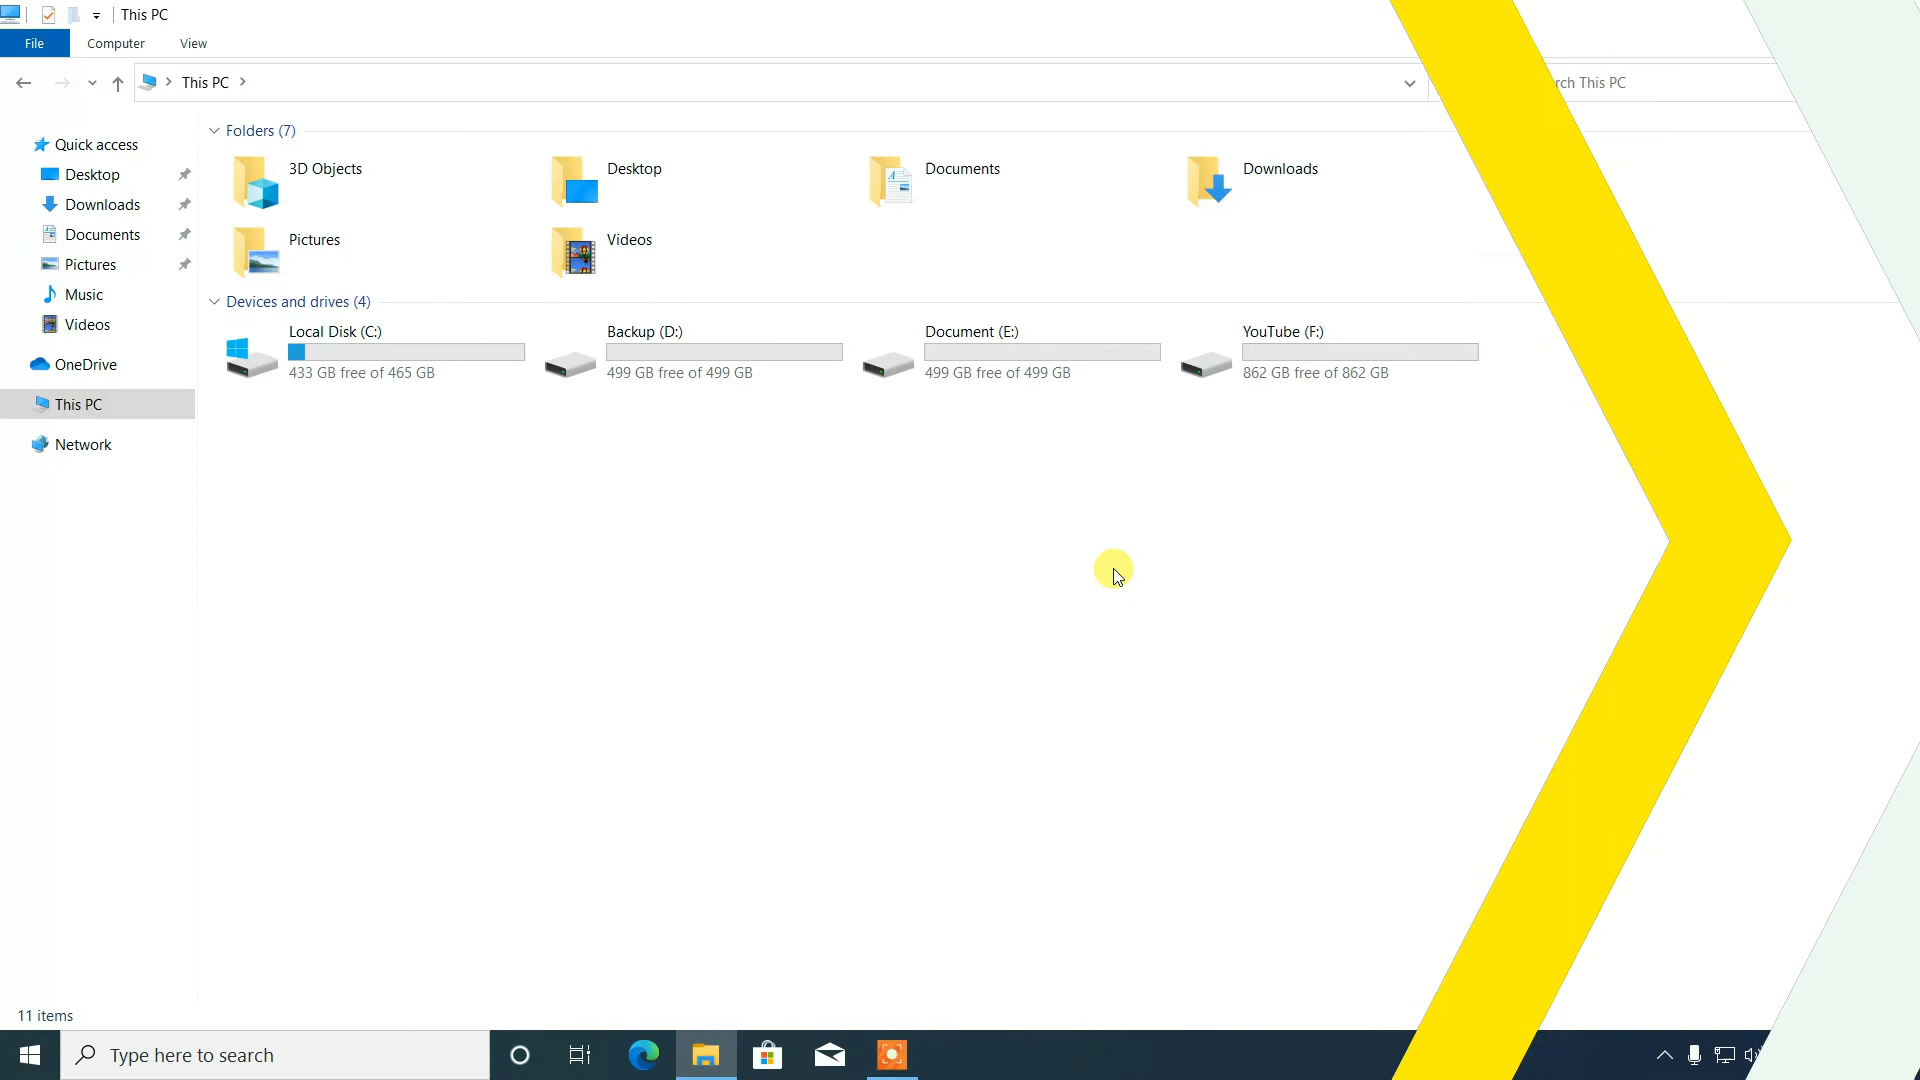 This PC
File Computer View
This PC
rch This PC
Quick access
Desktop
Downloads
Documents
Pictures
Music
Videos
OneDrive
This PC
Network
Folders (7)
3D Objects
Desktop
Documents
Downloads
Pictures
Videos
Devices and drives (4)
Local Disk (C:)
433 GB free of 465 GB
Backup (D:)
499 GB free of 499 GB
Document (E:)
499 GB free of 499 GB
YouTube (F:)
862 GB free of 862 GB
11 items
Type here to search